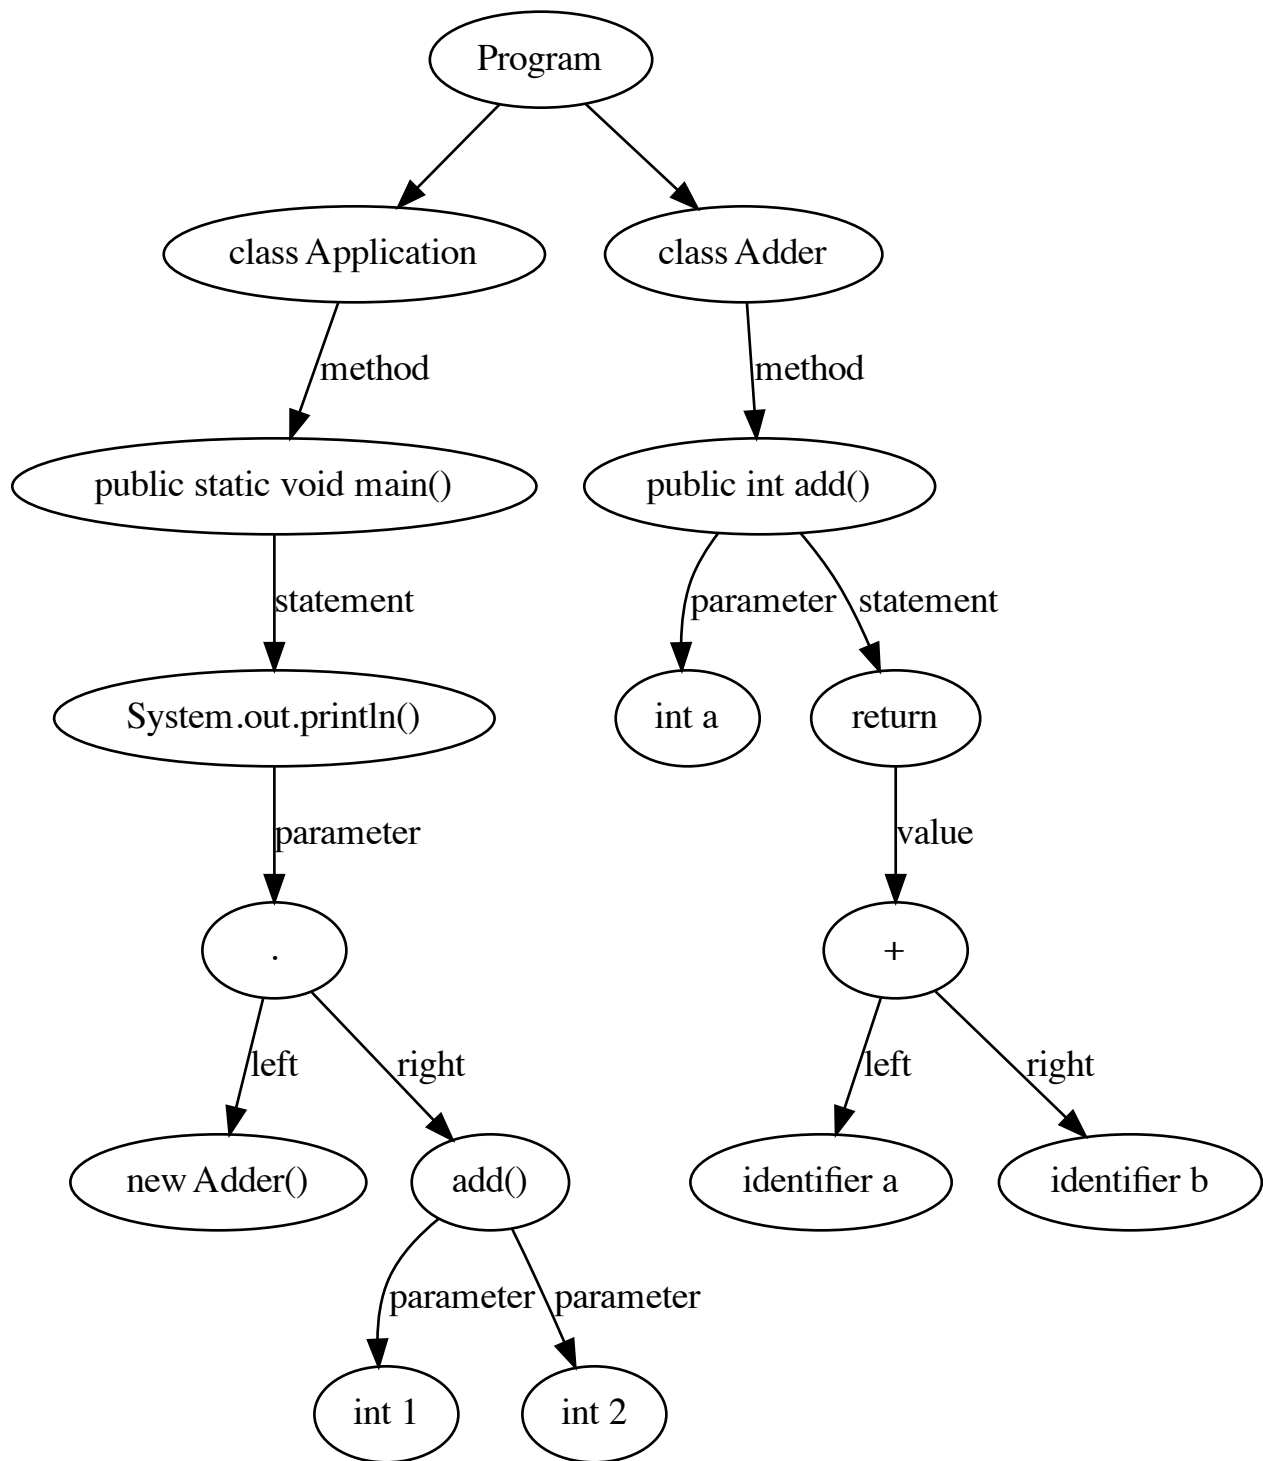 Program
class Application
class Adder
method
method
public static void main()
public int add()
statement
parameter
statement
System.out.println()
int a
return
parameter
value
.
+
left
right
left
right
new Adder()
add()
identifier a
identifier b
parameter
parameter
int 1
int 2